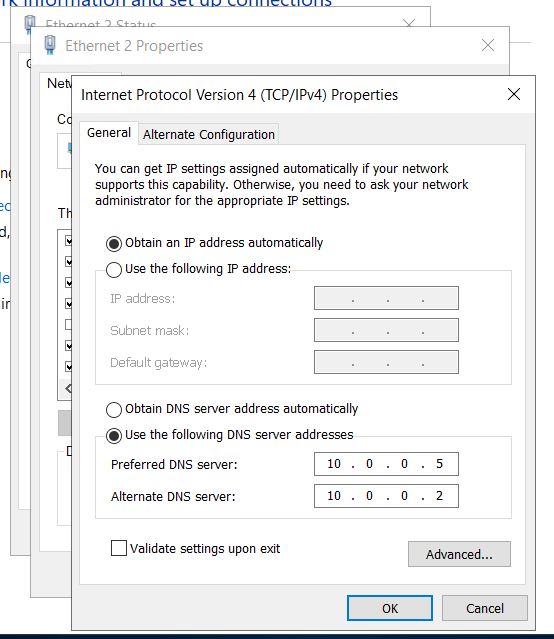 rk information and set up connections
Ethernet 2 Status
Ethernet 2 Properties
Internet Protocol Version 4 (TCP/IPv4) Properties
General
Alternate Configuration
You can get IP settings assigned automatically if your network
supports this capability. Otherwise, you need to ask your network
administrator for the appropriate IP settings.
Obtain an IP address automatically
Use the following IP address:
IP address: . . .
Subnet mask: . . .
Default gateway: . . .
Obtain DNS server address automatically
Use the following DNS server addresses
Preferred DNS server: 10 . 0 . 0 . 5
Alternate DNS server: 10 . 0 . 0 . 2
Validate settings upon exit
Advanced...
OK
Cancel